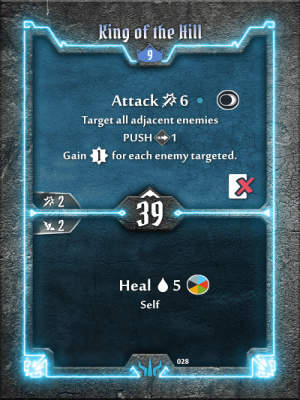 King of the Hill
9
Attack 6
Target all adjacent enemies
PUSH 1
Gain 1 for each enemy targeted.
2
39
2
Heal 5
Self
028